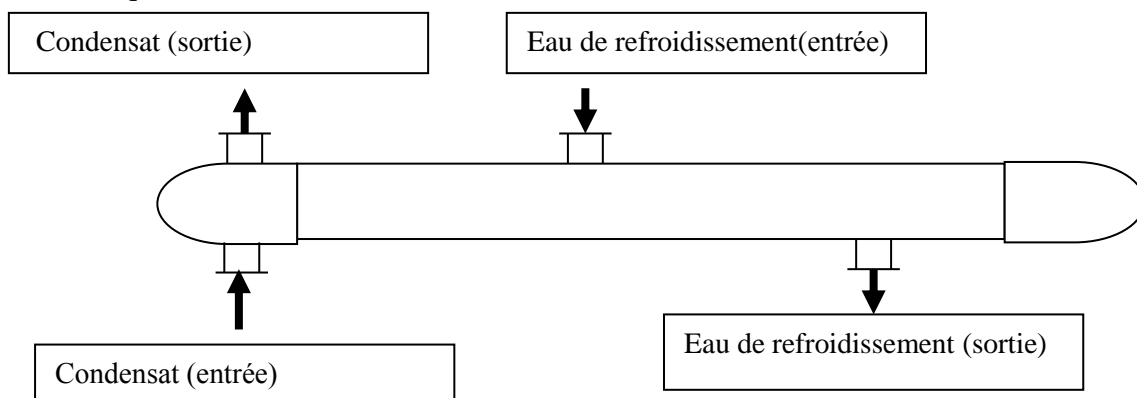 Condensat (sortie)
Eau de refroidissement(entrée)
Eau de refroidissement (sortie)
Condensat (entrée)